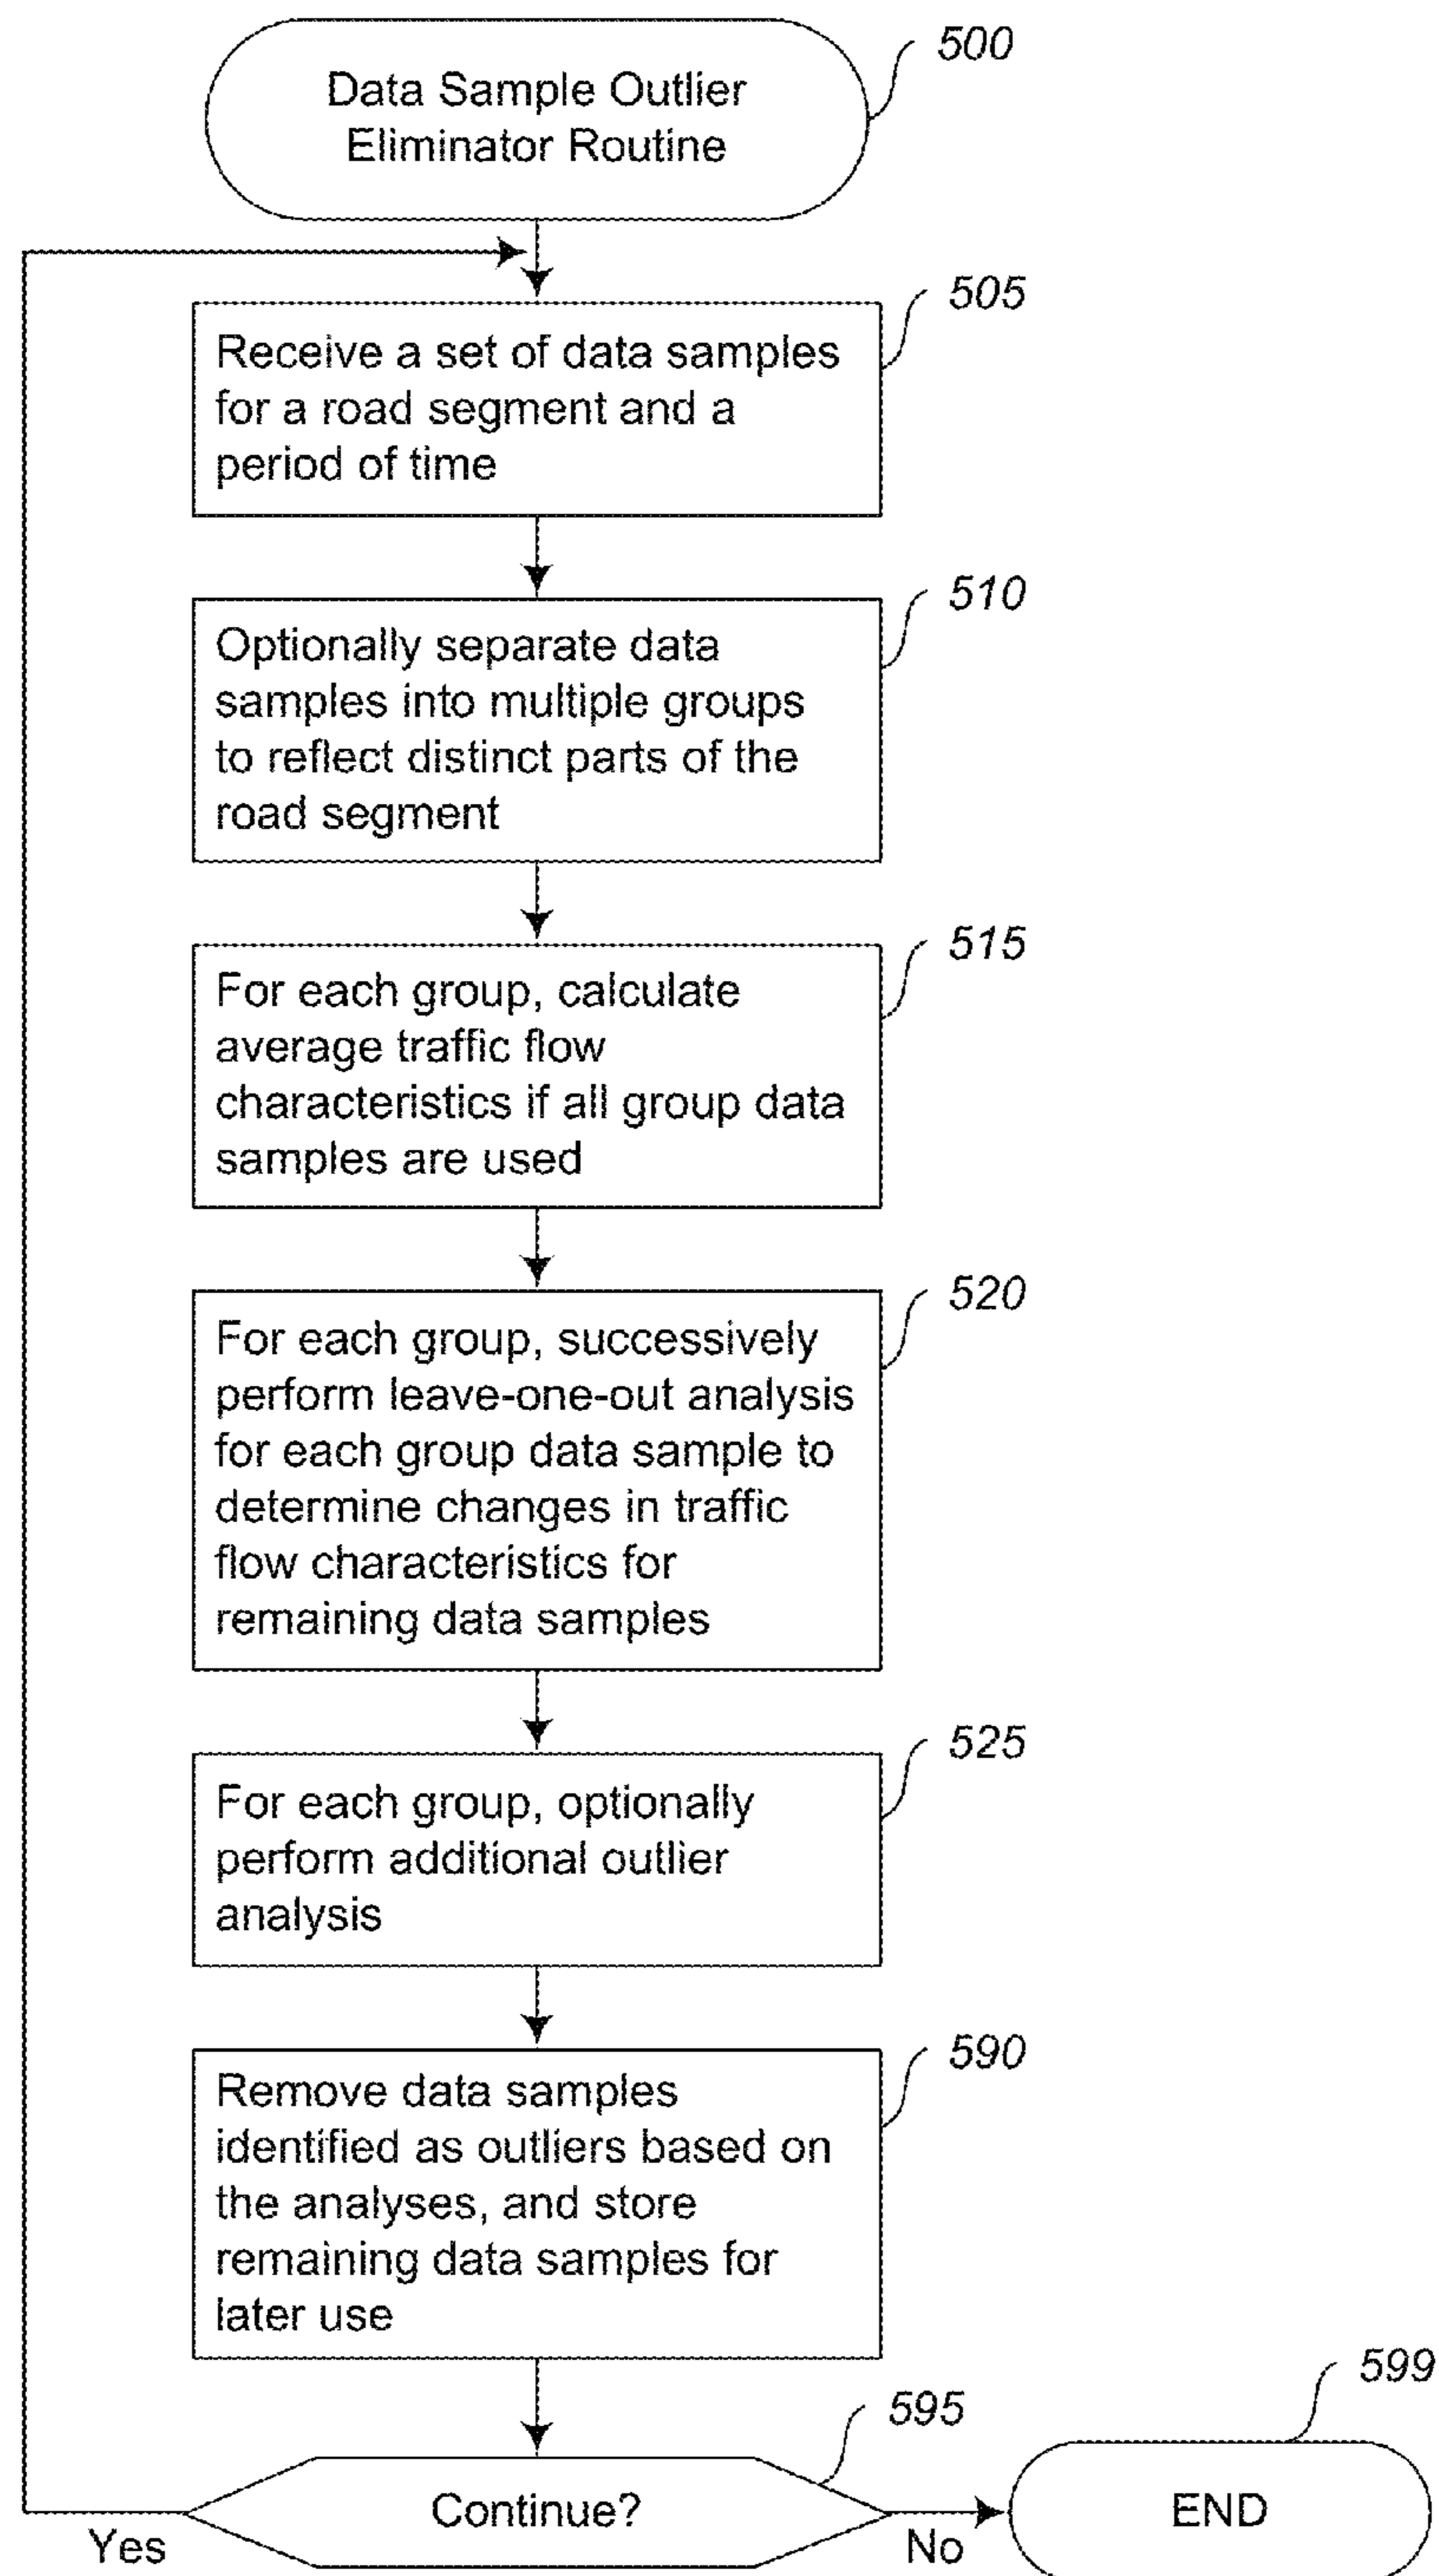 500
Data Sample Outlier
Eliminator Routine
505
Receive a set of data samples
for a road segment and a
period of time
510
Optionally separate data
samples into multiple groups
to reflect distinct parts of the
road segment
515
For each group, calculate
average traffic flow
characteristics if all group data
samples are used
520
For each group, successively
perform leave-one-out analysis
for each group data sample to
determine changes in traffic
flow characteristics for
remaining data samples
525
For each group, optionally
perform additional outlier
analysis
590
Remove data samples
identified as outliers based on
the analyses, and store
remaining data samples for
later use
595
599
Continue?
END
Yes
No